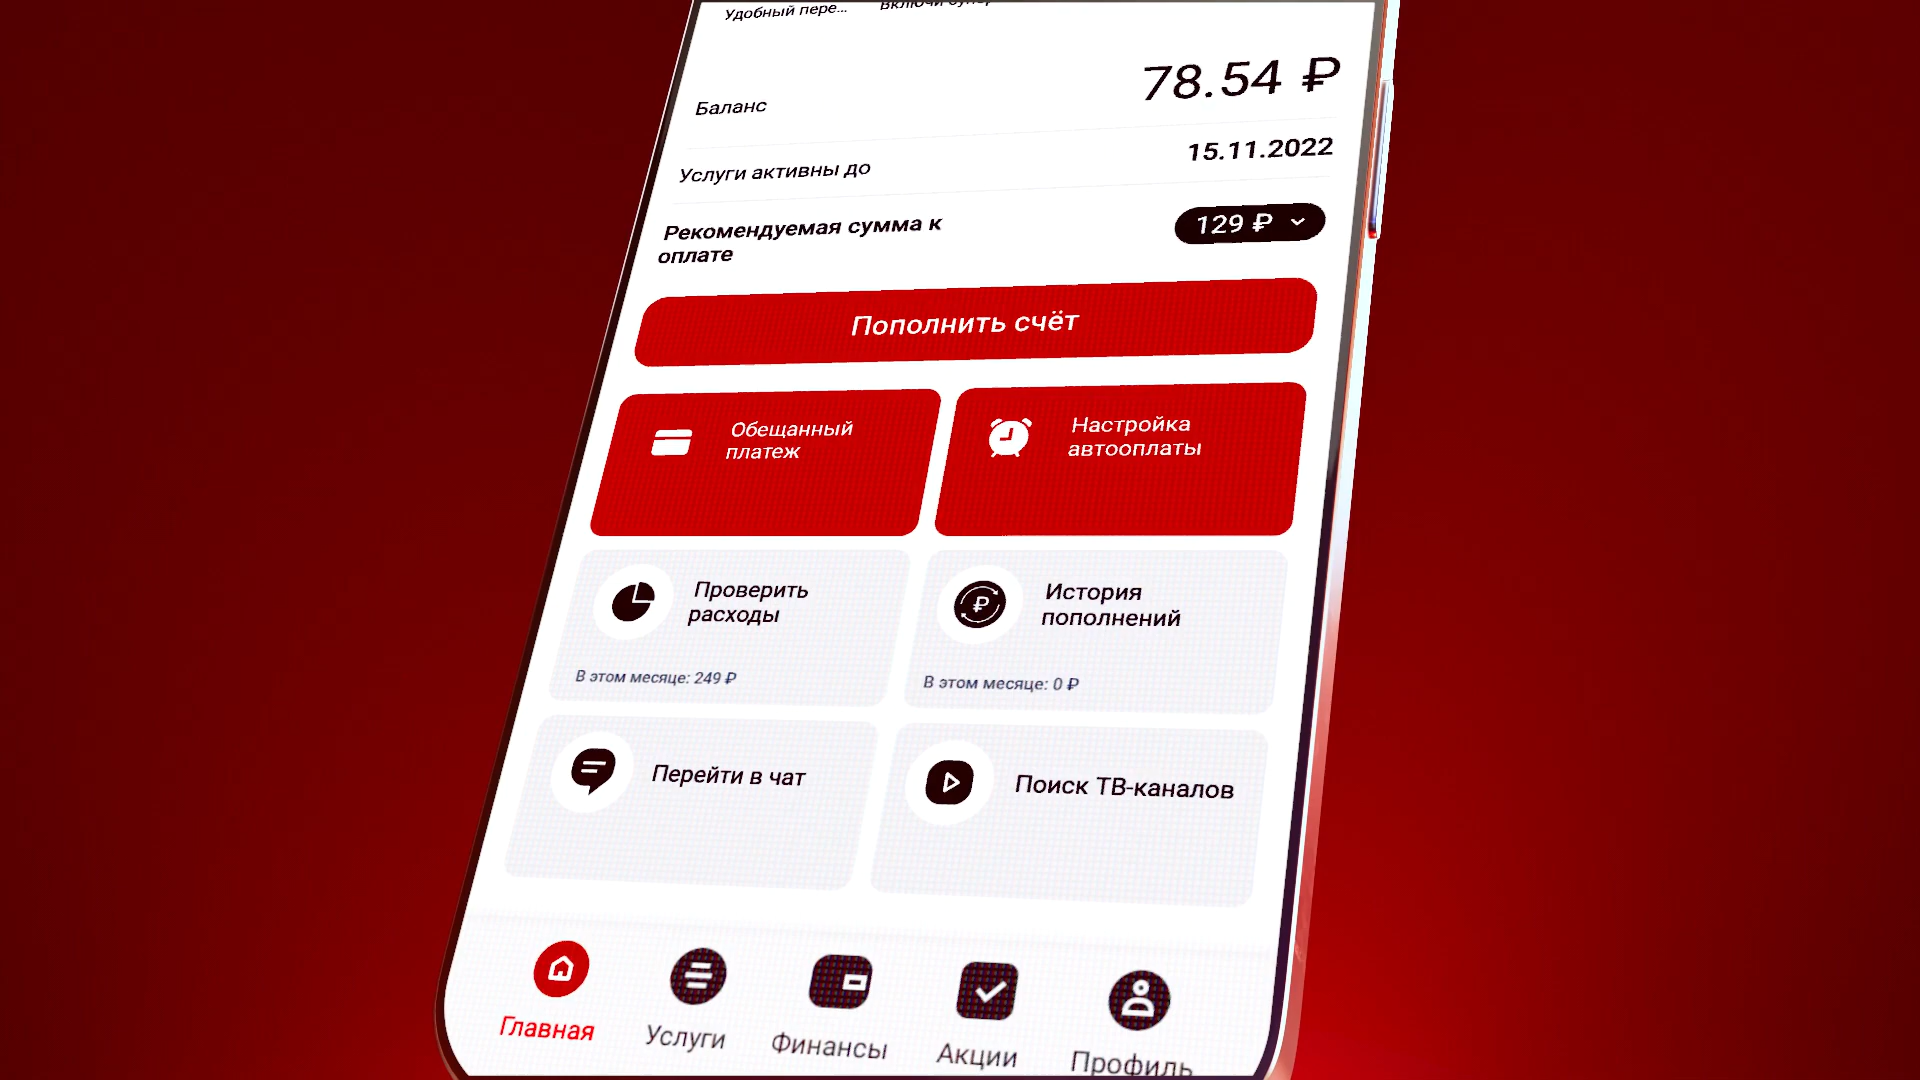 Удобный пере...
Включи супер
Баланс
78.54 ₽
Услуги активны до
15.11.2022
Рекомендуемая сумма к
оплате
129 ₽
Пополнить счёт
Обещанный
платеж
Настройка
автооплаты
Проверить
расходы
В этом месяце: 249 ₽
История
пополнений
В этом месяце: 0 ₽
Перейти в чат
Поиск ТВ-каналов
Главная
Услуги
Финансы
Акции
Профиль